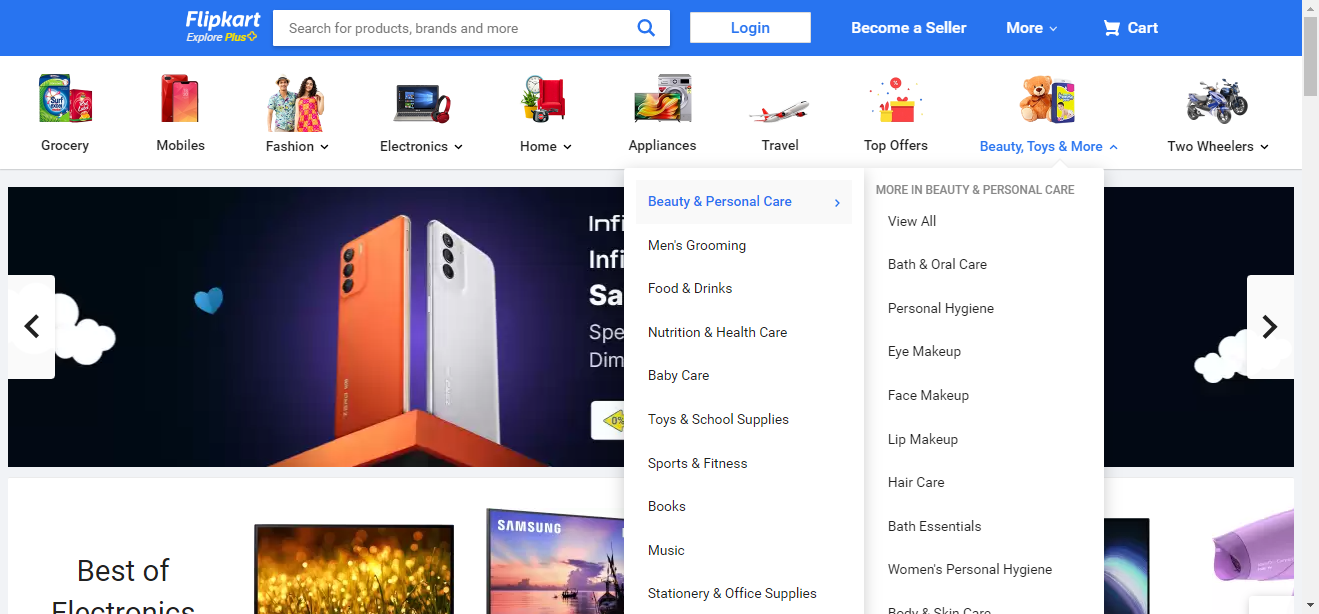 Flipkart
Explore Plus
Search for products, brands and more
Login
Become a Seller
More
Cart
Grocery
Mobiles
Fashion
Electronics
Home
Appliances
Travel
Top Offers
Beauty, Toys & More
Two Wheelers
Beauty & Personal Care
Men's Grooming
Food & Drinks
Nutrition & Health Care
Baby Care
Toys & School Supplies
Sports & Fitness
Books
Music
Stationery & Office Supplies
MORE IN BEAUTY & PERSONAL CARE
View All
Bath & Oral Care
Personal Hygiene
Eye Makeup
Face Makeup
Lip Makeup
Hair Care
Bath Essentials
Women's Personal Hygiene
Body & Skin Care
Infi
Infi
Sa
Spe
Dim
0%
Best of
Electronics
SAMSUNG